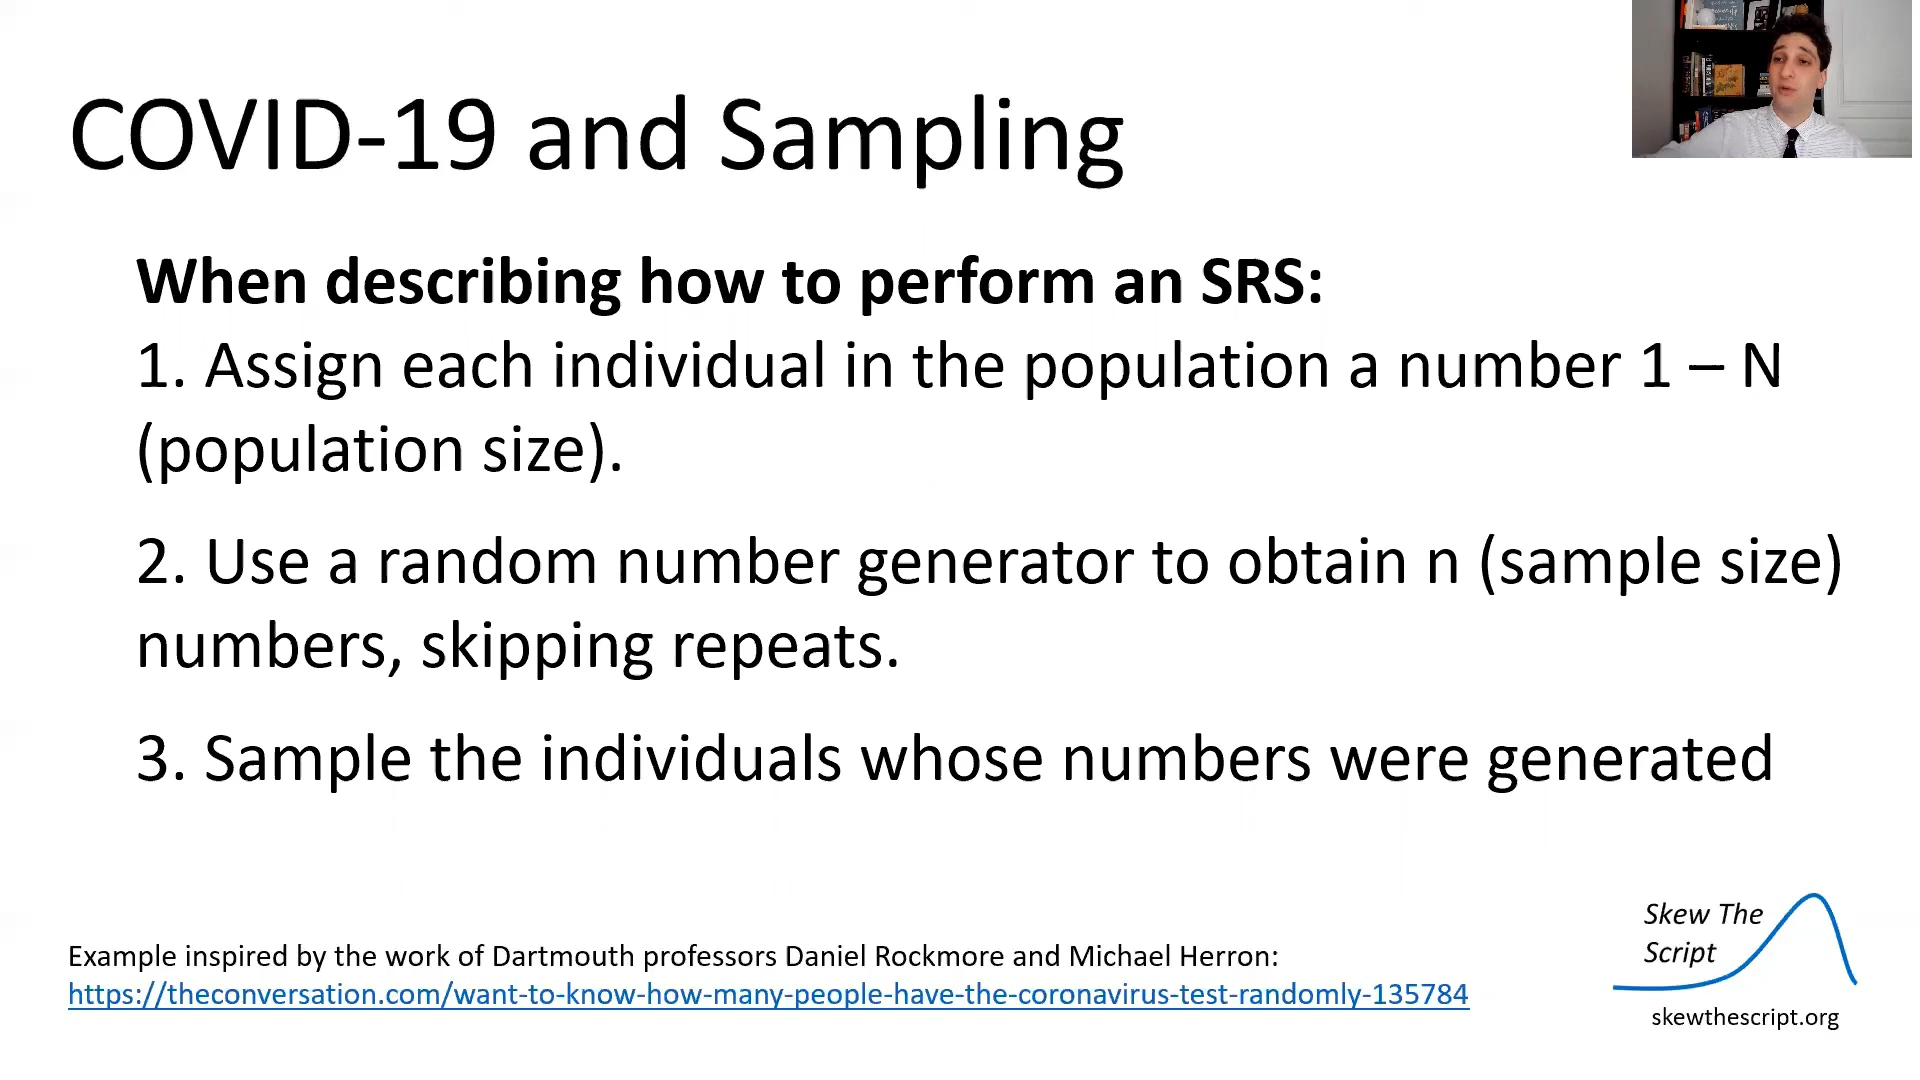 COVID-19 and Sampling
When describing how to perform an SRS:
1. Assign each individual in the population a number 1 – N
(population size).
2. Use a random number generator to obtain n (sample size)
numbers, skipping repeats.
3. Sample the individuals whose numbers were generated
Example inspired by the work of Dartmouth professors Daniel Rockmore and Michael Herron:
https://theconversation.com/want-to-know-how-many-people-have-the-coronavirus-test-randomly-135784
Skew The
Script
skewthescript.org